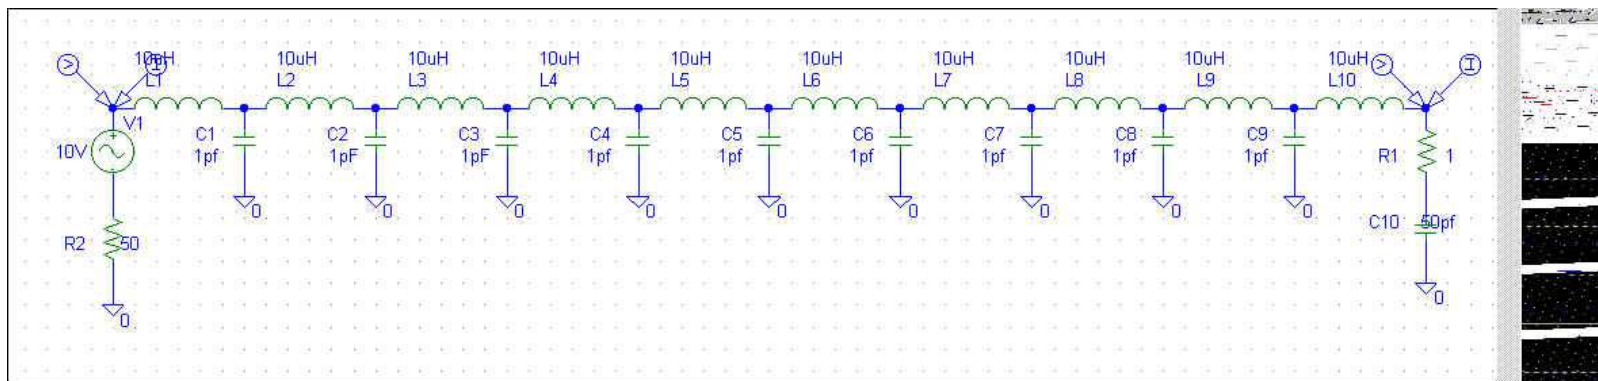 10uH 10uH 10uH 10uH 10uH 10uH 10uH 10uH 10uH 10uH
V I L1 L2 L3 L4 L5 L6 L7 L8 L9 L10 V I
V1
+
10V
-
C1 C2 C3 C4 C5 C6 C7 C8 C9 R1 1
1pf 1pF 1pF 1pf 1pf 1pf 1pf 1pf 1pf
0 0 0 0 0 0 0 0 0
C10 50pf
R2 50
0
0